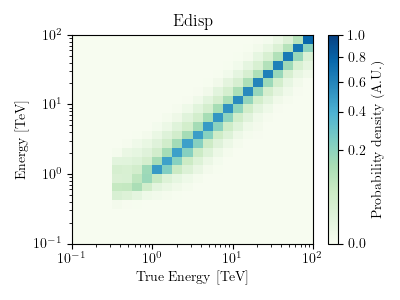 Edisp
10²
10¹
10⁰
10⁻¹
Energy [TeV]
10⁻¹ 10⁰ 10¹ 10²
True Energy [TeV]
1.0
0.8
0.6
0.4
0.2
0.0
Probability density (A.U.)